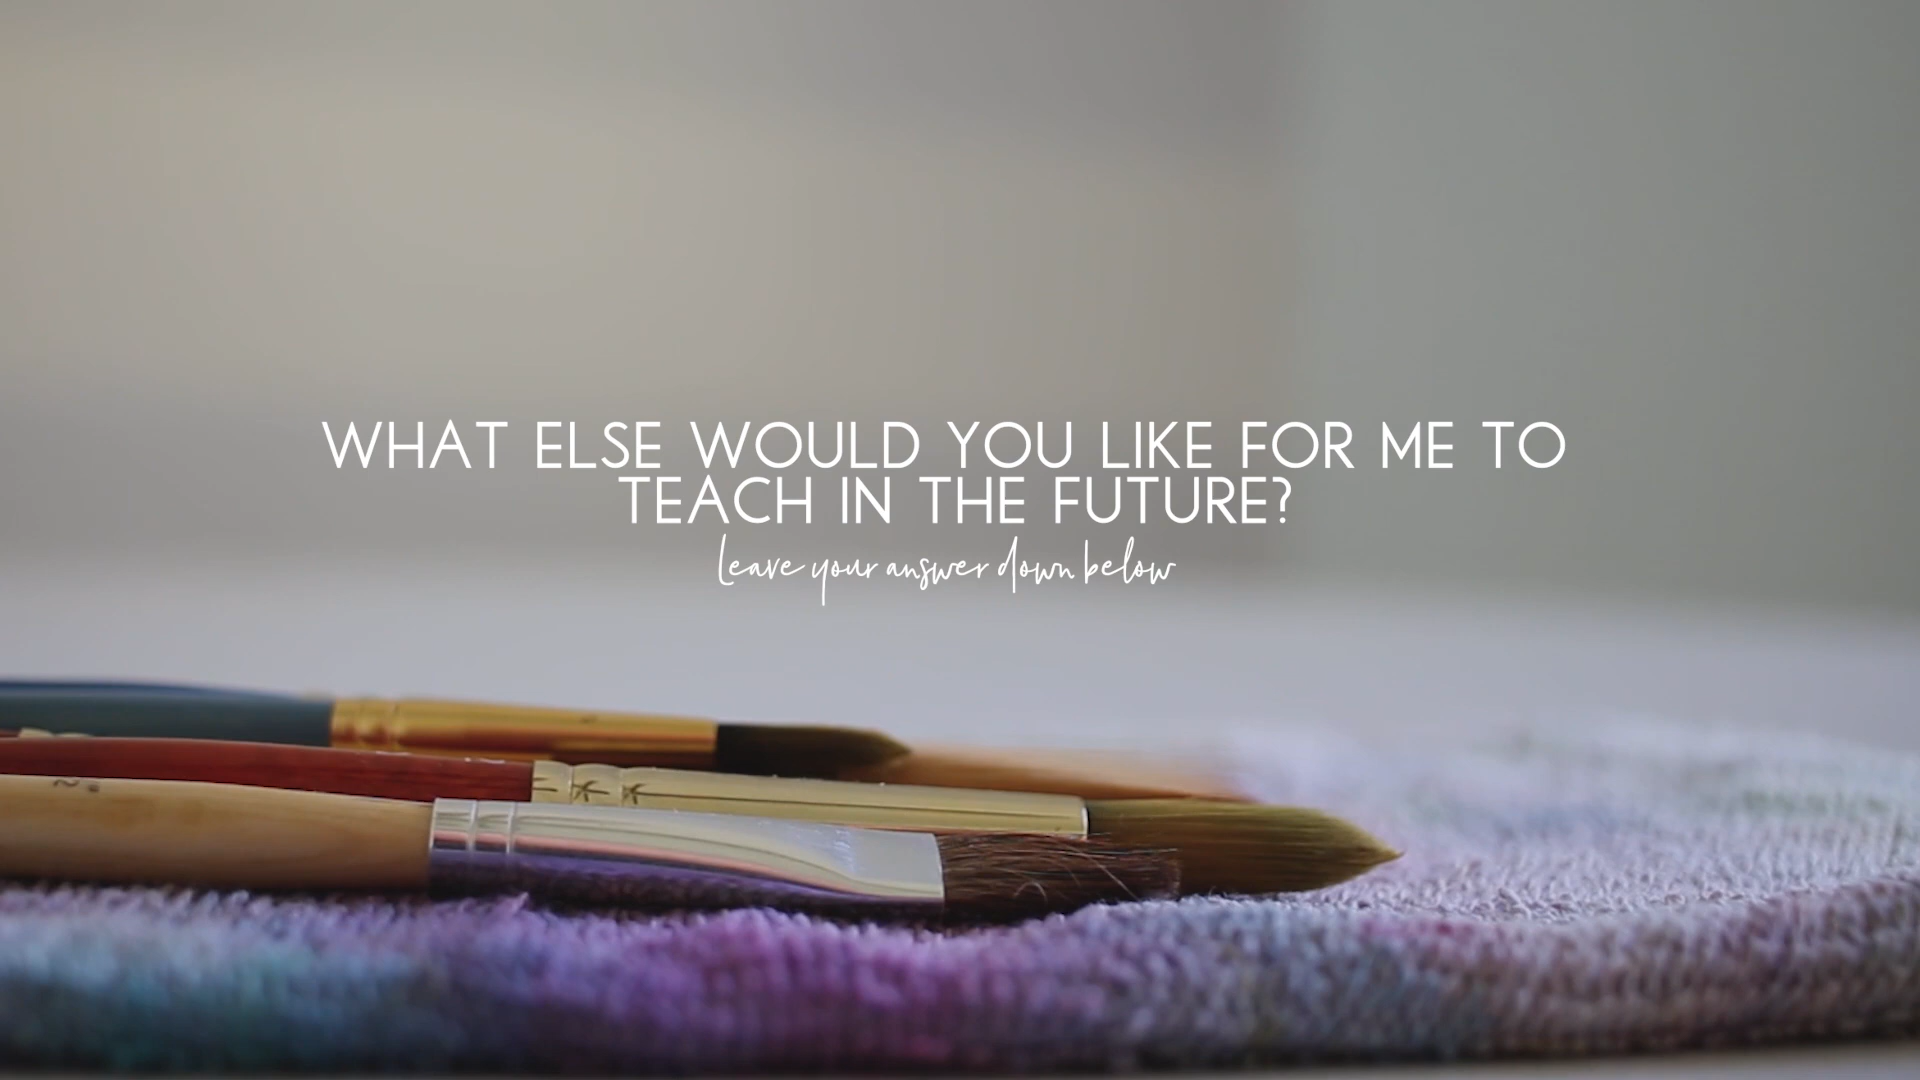 WHAT ELSE WOULD YOU LIKE FOR ME TO
TEACH IN THE FUTURE?
Leave your answer down below